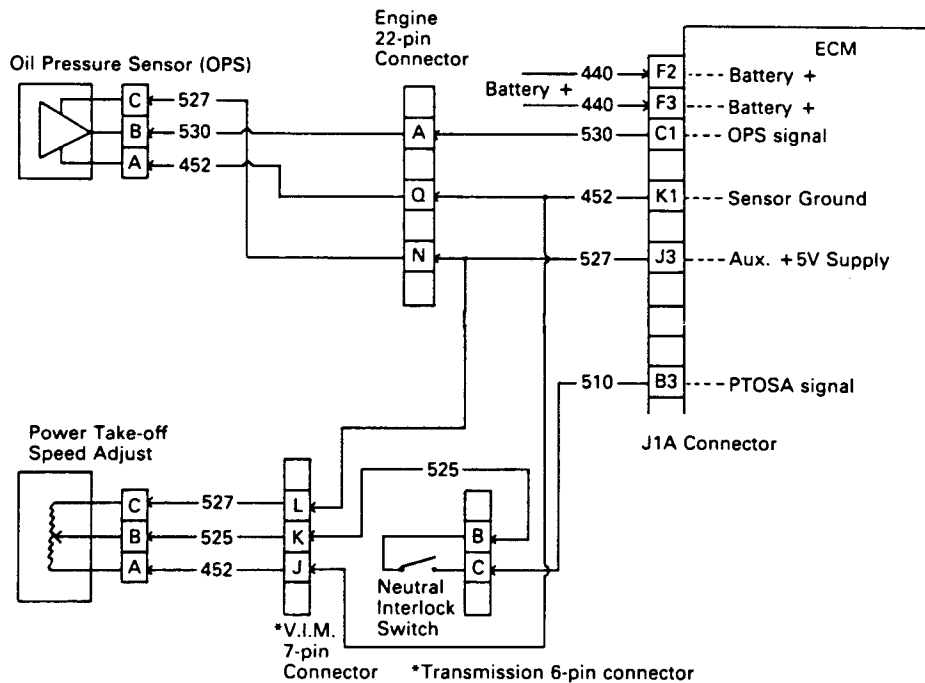 Engine
22-pin
Connector
ECM
Oil Pressure Sensor (OPS)
C 527
B 530
A 452
A
Q
N
Battery +
440 F2 Battery +
440 F3 Battery +
530 C1 OPS signal
452 K1 Sensor Ground
527 J3 Aux. +5V Supply
510 B3 PTOSA signal
J1A Connector
Power Take-off
Speed Adjust
C 527 L
B 525 K
A 452 J
525
B
C
Neutral
Interlock
Switch
*V.I.M.
7-pin
Connector
*Transmission 6-pin connector